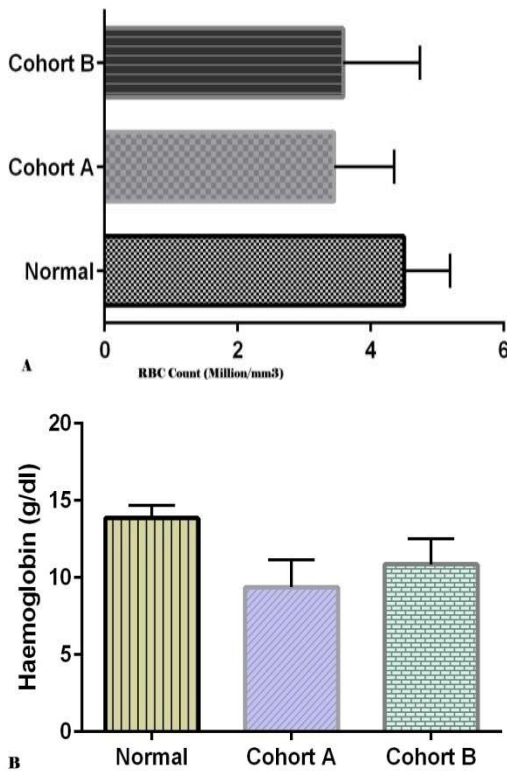 Cohort B
Cohort A
Normal
0 2 4 6
A
RBC Count (Million/mm3)
20
15
10
5
0
Haemoglobin (g/dl)
Normal Cohort A Cohort B
B